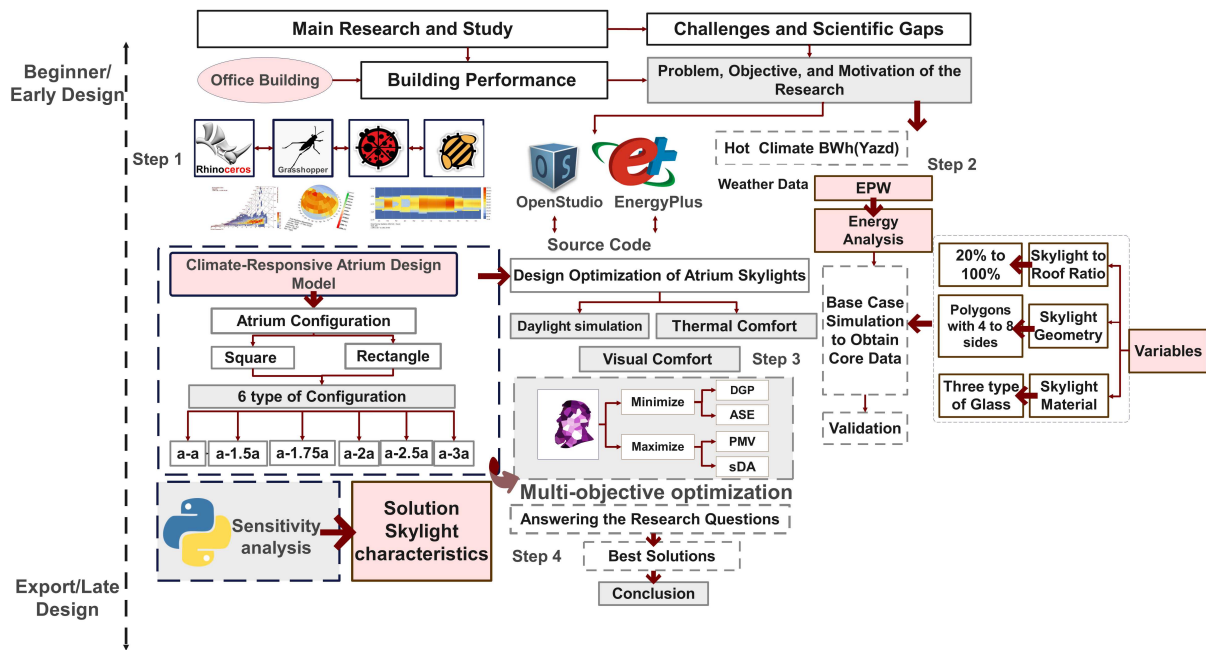 Main Research and Study
Challenges and Scientific Gaps
Beginner/
Early Design
Office Building
Building Performance
Problem, Objective, and Motivation of the
Research
Step 1
Rhinoceros
Grasshopper
OpenStudio
EnergyPlus
Source Code
Hot Climate BWh(Yazd)
Step 2
Weather Data
EPW
Energy
Analysis
Climate-Responsive Atrium Design
Model
Atrium Configuration
Square
Rectangle
6 type of Configuration
a-a
a-1.5a
a-1.75a
a-2a
a-2.5a
a-3a
Design Optimization of Atrium Skylights
Daylight simulation
Thermal Comfort
Visual Comfort
Step 3
Minimize
DGP
ASE
Maximize
PMV
sDA
Multi-objective optimization
Base Case
Simulation
to Obtain
Core Data
Validation
20% to
100%
Skylight to
Roof Ratio
Polygons
with 4 to 8
sides
Skylight
Geometry
Three type
of Glass
Skylight
Material
Variables
Sensitivity
analysis
Solution
Skylight
characteristics
Answering the Research Questions
Step 4
Best Solutions
Conclusion
Export/Late
Design